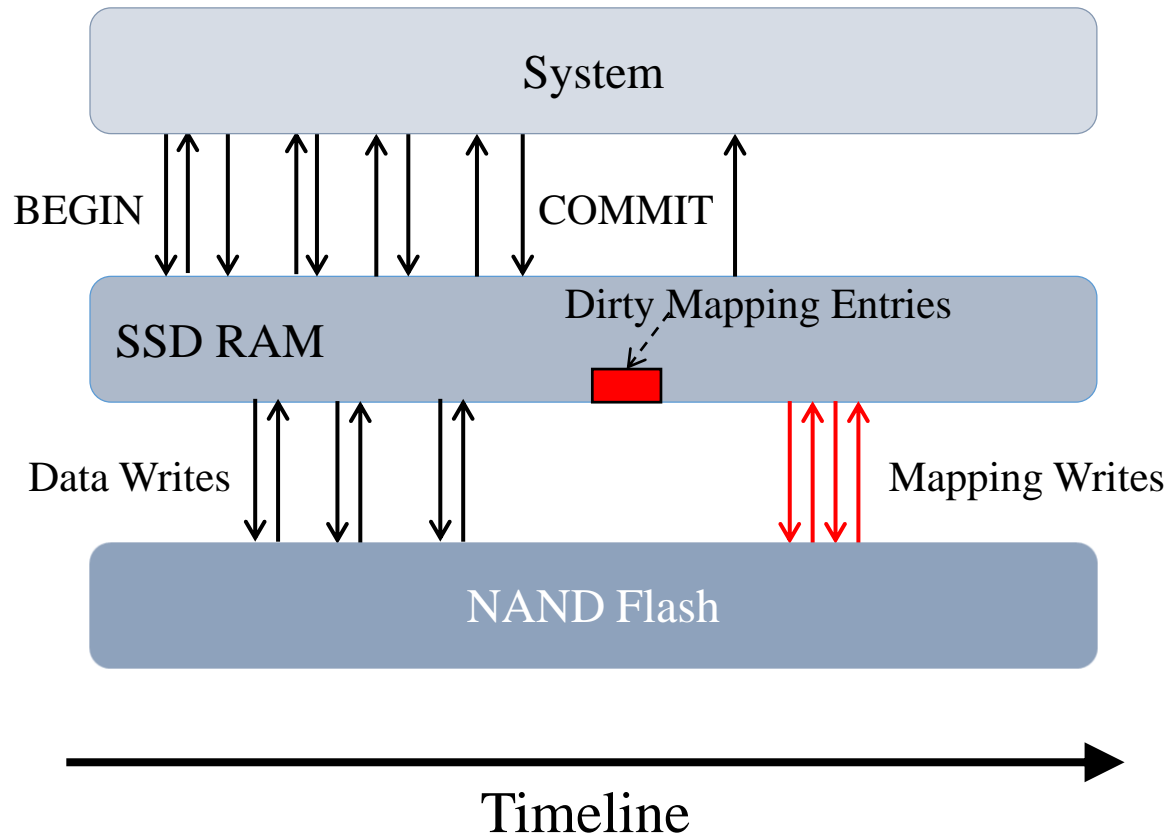 System
BEGIN
COMMIT
Dirty Mapping Entries
SSD RAM
Data Writes
Mapping Writes
NAND Flash
Timeline